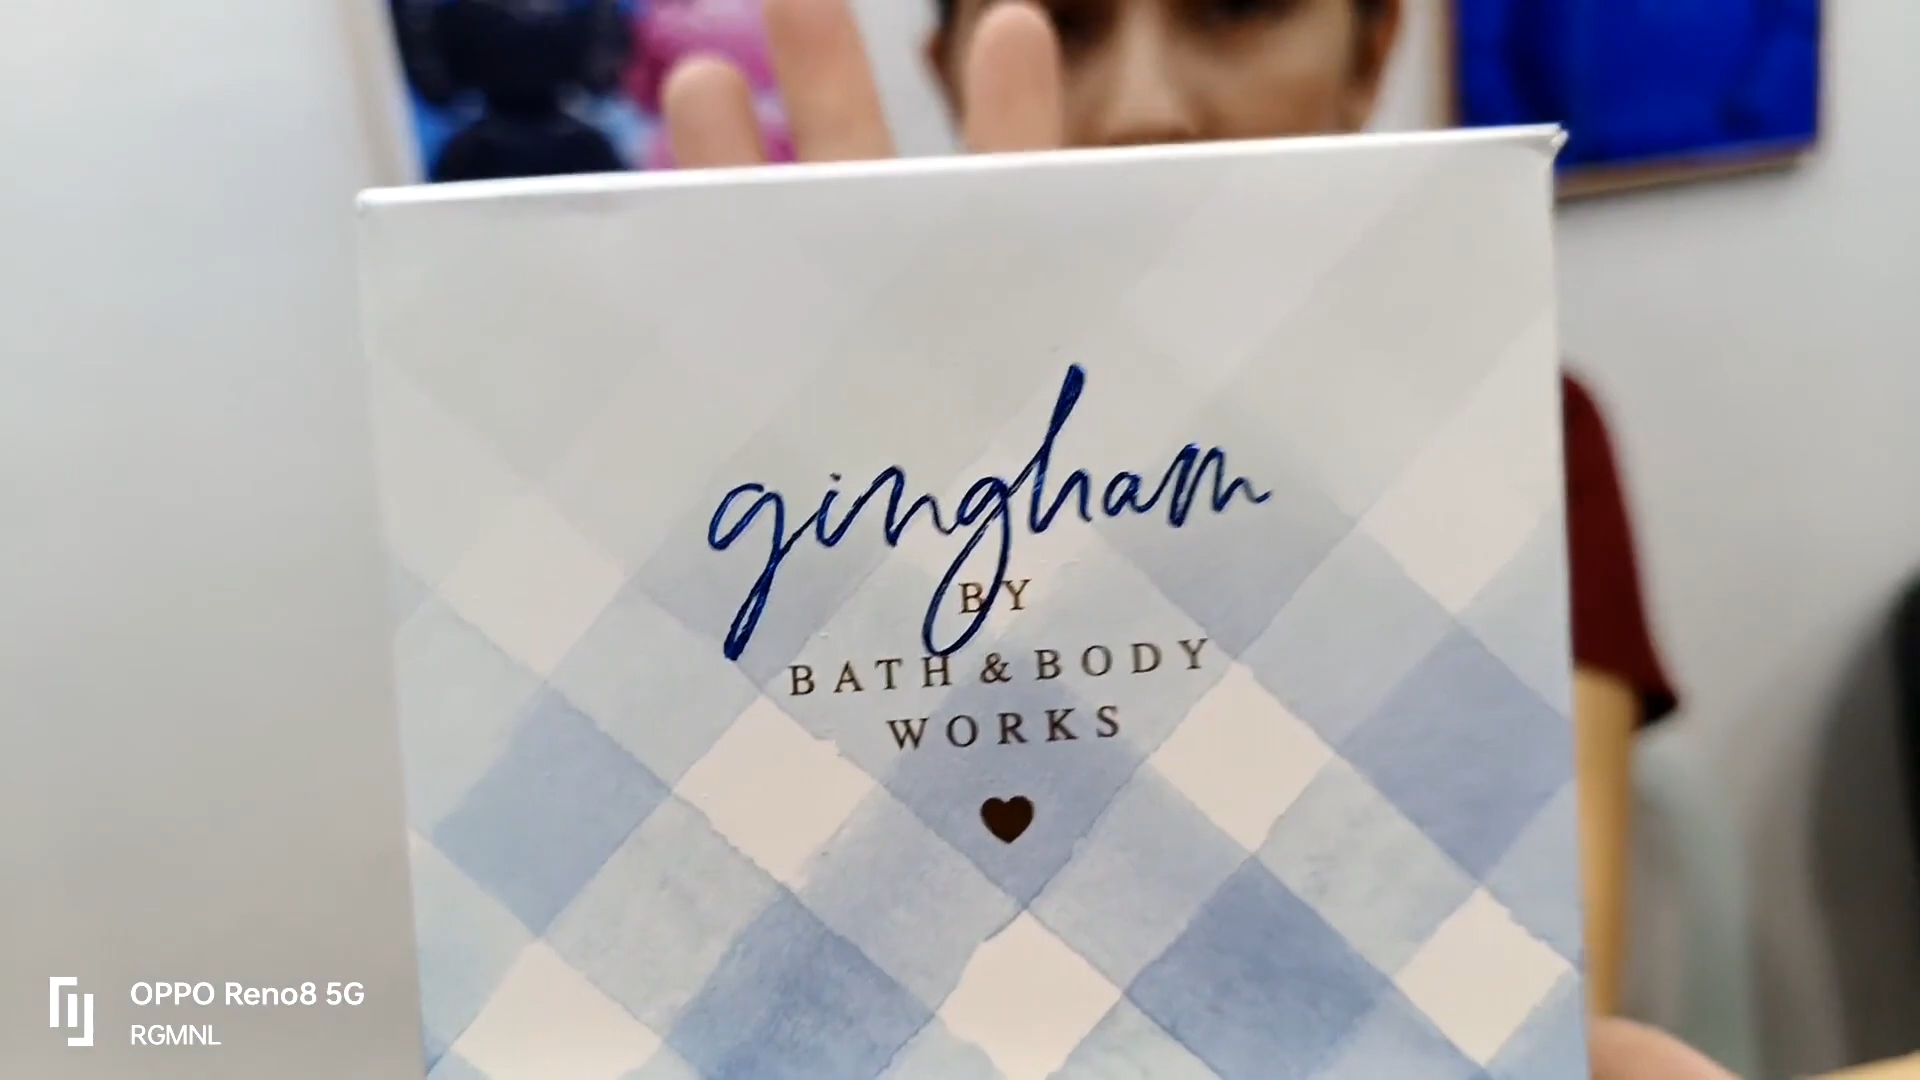 gingham
BY
BATH & BODY
WORKS
OPPO Reno8 5G
RGMNL